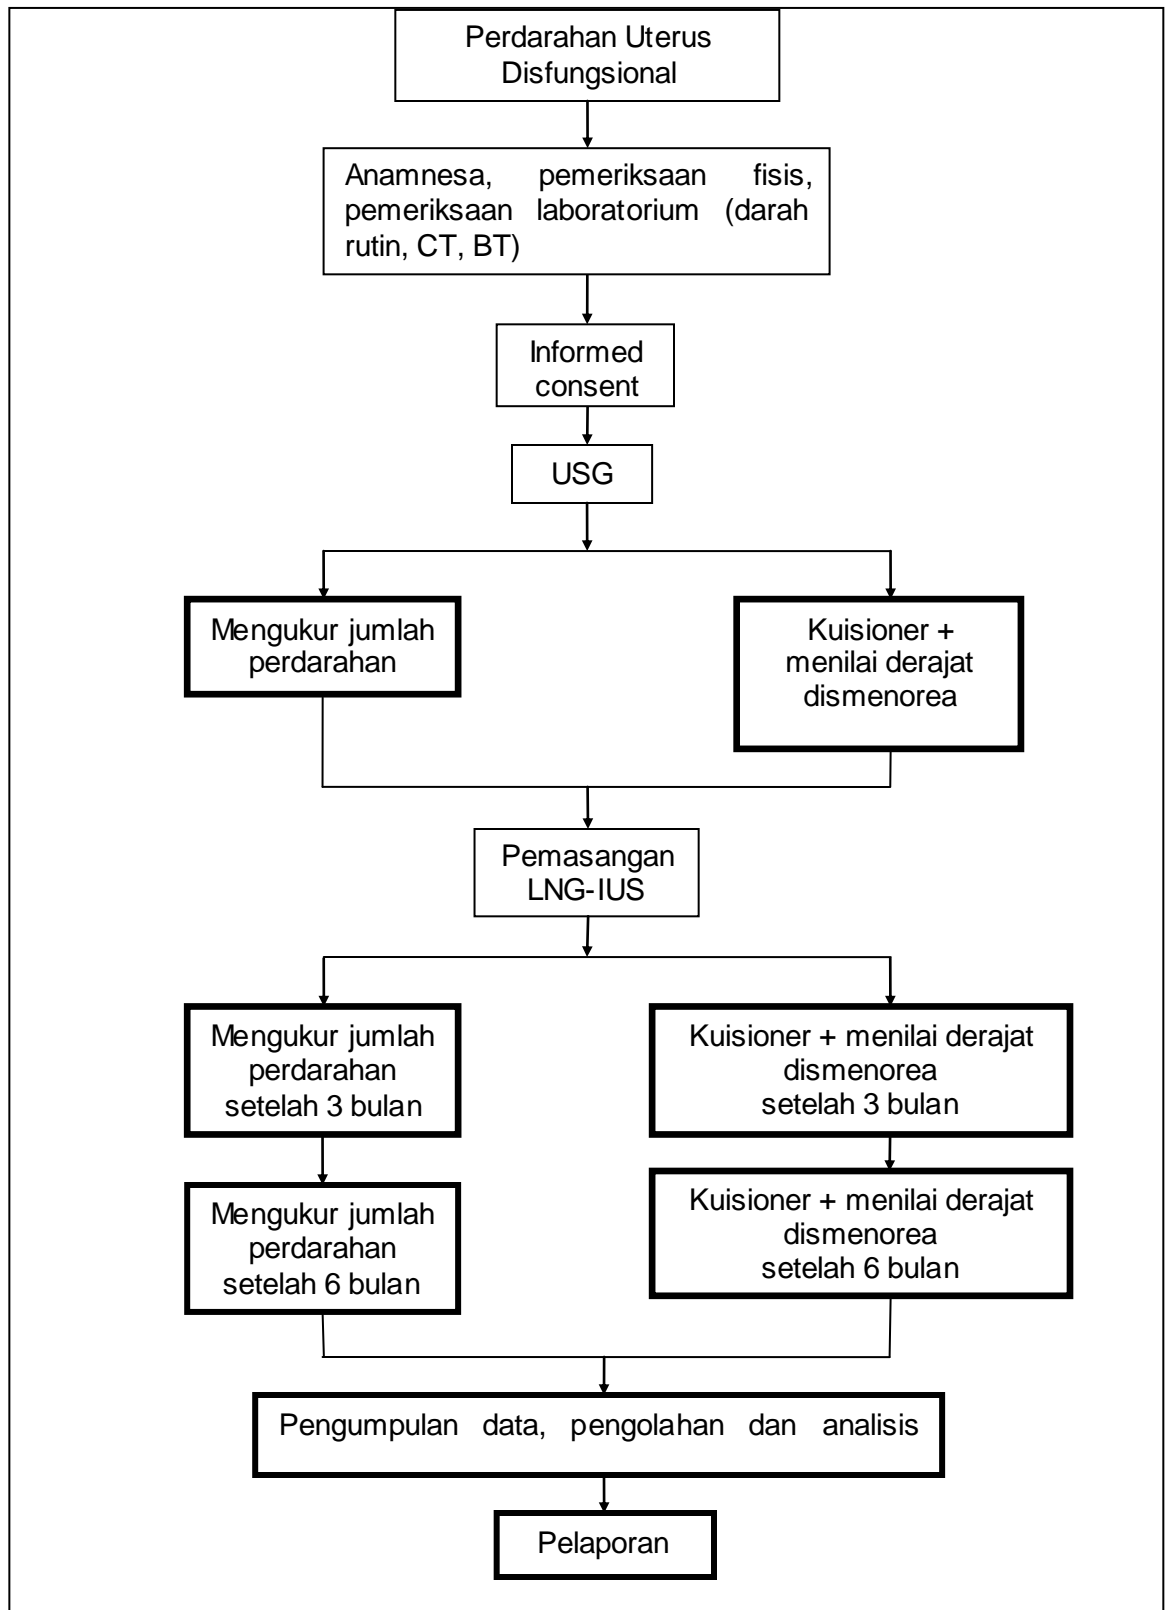 Perdarahan Uterus
Disfungsional
Anamnesa, pemeriksaan fisis,
pemeriksaan laboratorium (darah
rutin, CT, BT)
Informed
consent
USG
Mengukur jumlah
perdarahan
Kuisioner +
menilai derajat
dismenorea
Pemasangan
LNG-IUS
Mengukur jumlah
perdarahan
setelah 3 bulan
Kuisioner + menilai derajat
dismenorea
setelah 3 bulan
Mengukur jumlah
perdarahan
setelah 6 bulan
Kuisioner + menilai derajat
dismenorea
setelah 6 bulan
Pengumpulan data, pengolahan dan analisis
Pelaporan